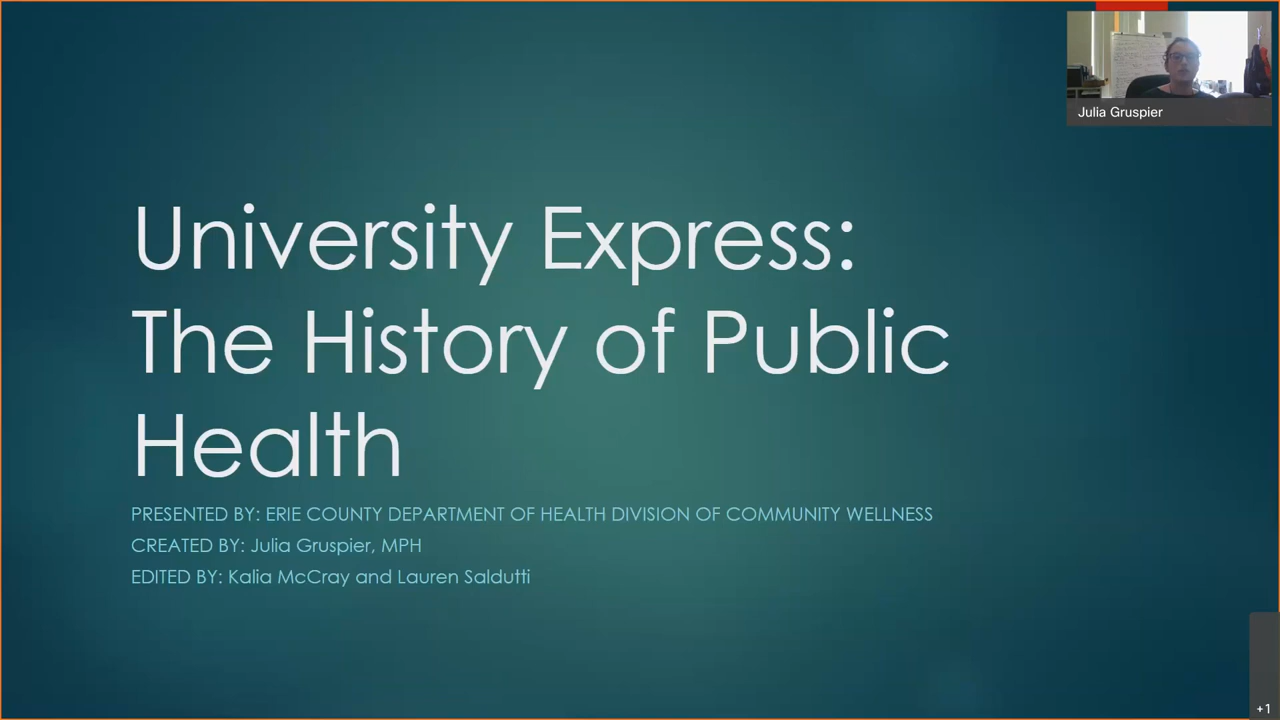 Julia Gruspier
University Express:
The History of Public
Health
PRESENTED BY: ERIE COUNTY DEPARTMENT OF HEALTH DIVISION OF COMMUNITY WELLNESS
CREATED BY: Julia Gruspier, MPH
EDITED BY: Kalia McCray and Lauren Saldutti
+1